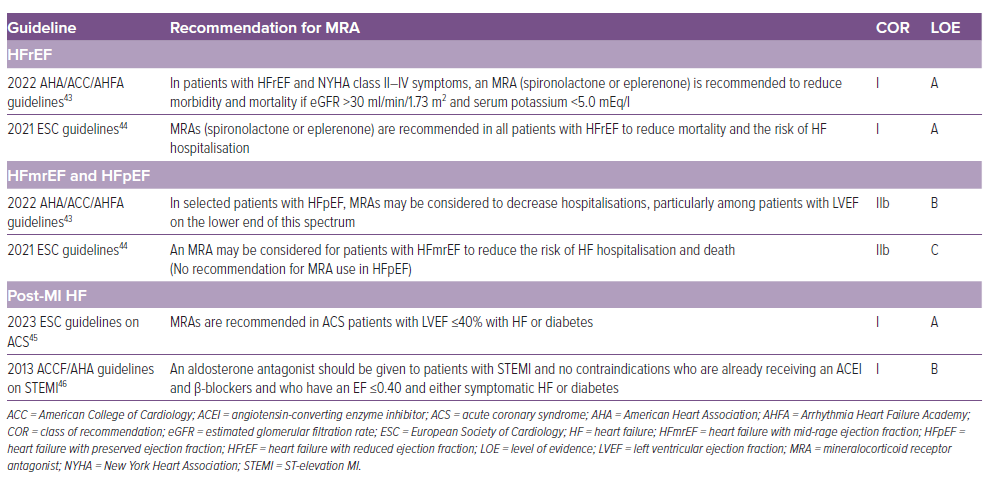 Guideline Recommendation for MRA COR LOE
HFrEF
2022 AHA/ACC/AHFA In patients with HFrEF and NYHA class II–IV symptoms, an MRA (spironolactone or eplerenone) is recommended to reduce I A
guidelines43 morbidity and mortality if eGFR >30 ml/min/1.73 m2 and serum potassium <5.0 mEq/l
2021 ESC guidelines44 MRAs (spironolactone or eplerenone) are recommended in all patients with HFrEF to reduce mortality and the risk of HF I A
hospitalisation
HFmrEF and HFpEF
2022 AHA/ACC/AHFA In selected patients with HFpEF, MRAs may be considered to decrease hospitalisations, particularly among patients with LVEF IIb B
guidelines43 on the lower end of this spectrum
2021 ESC guidelines44 An MRA may be considered for patients with HFmrEF to reduce the risk of HF hospitalisation and death IIb C
(No recommendation for MRA use in HFpEF)
Post-MI HF
2023 ESC guidelines on MRAs are recommended in ACS patients with LVEF ≤40% with HF or diabetes I A
ACS45
2013 ACCF/AHA guidelines An aldosterone antagonist should be given to patients with STEMI and no contraindications who are already receiving an ACEI I B
on STEMI46 and β-blockers and who have an EF ≤0.40 and either symptomatic HF or diabetes
ACC = American College of Cardiology; ACEI = angiotensin-converting enzyme inhibitor; ACS = acute coronary syndrome; AHA = American Heart Association; AHFA = Arrhythmia Heart Failure Academy;
COR = class of recommendation; eGFR = estimated glomerular filtration rate; ESC = European Society of Cardiology; HF = heart failure; HFmrEF = heart failure with mid-rage ejection fraction; HFpEF =
heart failure with preserved ejection fraction; HFrEF = heart failure with reduced ejection fraction; LOE = level of evidence; LVEF = left ventricular ejection fraction; MRA = mineralocorticoid receptor
antagonist; NYHA = New York Heart Association; STEMI = ST-elevation MI.